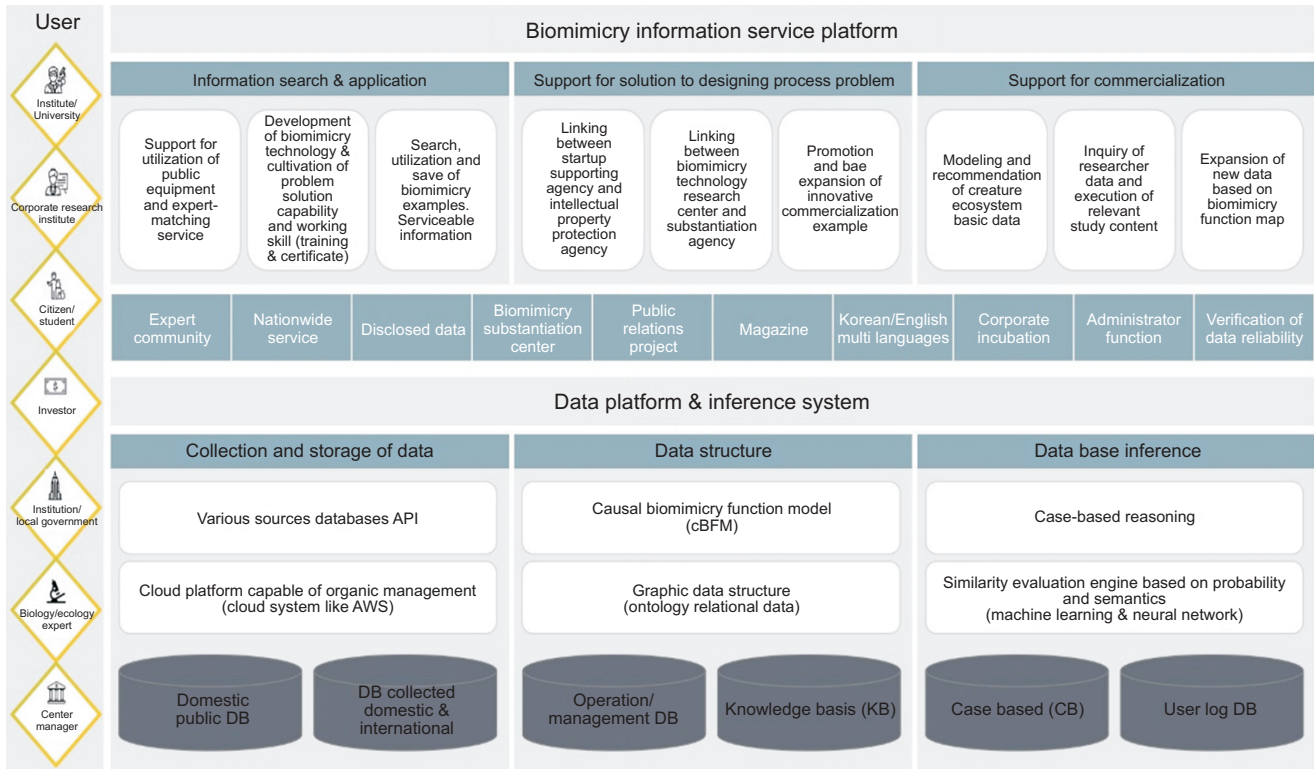 User
Institute/
University
Corporate research
institute
Citizen/
student
Investor
Institution/
local government
Biology/ecology
expert
Center
manager
Biomimicry information service platform
Information search & application
Support for
utilization of
public
equipment
and expert-
matching
service
Development
of biomimicry
technology &
cultivation of
problem
solution
capability
and working
skill (training
& certificate)
Search,
utilization and
save of
biomimicry
examples.
Serviceable
information
Support for solution to designing process problem
Linking
between
startup
supporting
agency and
intellectual
property
protection
agency
Linking
between
biomimicry
technology
research
center and
substantiation
agency
Promotion
and bae
expansion of
innovative
commercialization
example
Support for commercialization
Modeling and
recommendation
of creature
ecosystem
basic data
Inquiry of
researcher
data and
execution of
relevant
study content
Expansion of
new data
based on
biomimicry
function map
Expert
community
Nationwide
service
Disclosed data
Biomimicry
substantiation
center
Public
relations
project
Magazine
Korean/English
multi languages
Corporate
incubation
Administrator
function
Verification of
data reliability
Data platform & inference system
Collection and storage of data
Various sources databases API
Cloud platform capable of organic management
(cloud system like AWS)
Domestic
public DB
DB collected
domestic &
international
Data structure
Causal biomimicry function model
(cBFM)
Graphic data structure
(ontology relational data)
Operation/
management DB
Knowledge basis (KB)
Data base inference
Case-based reasoning
Similarity evaluation engine based on probability
and semantics
(machine learning & neural network)
Case based (CB)
User log DB